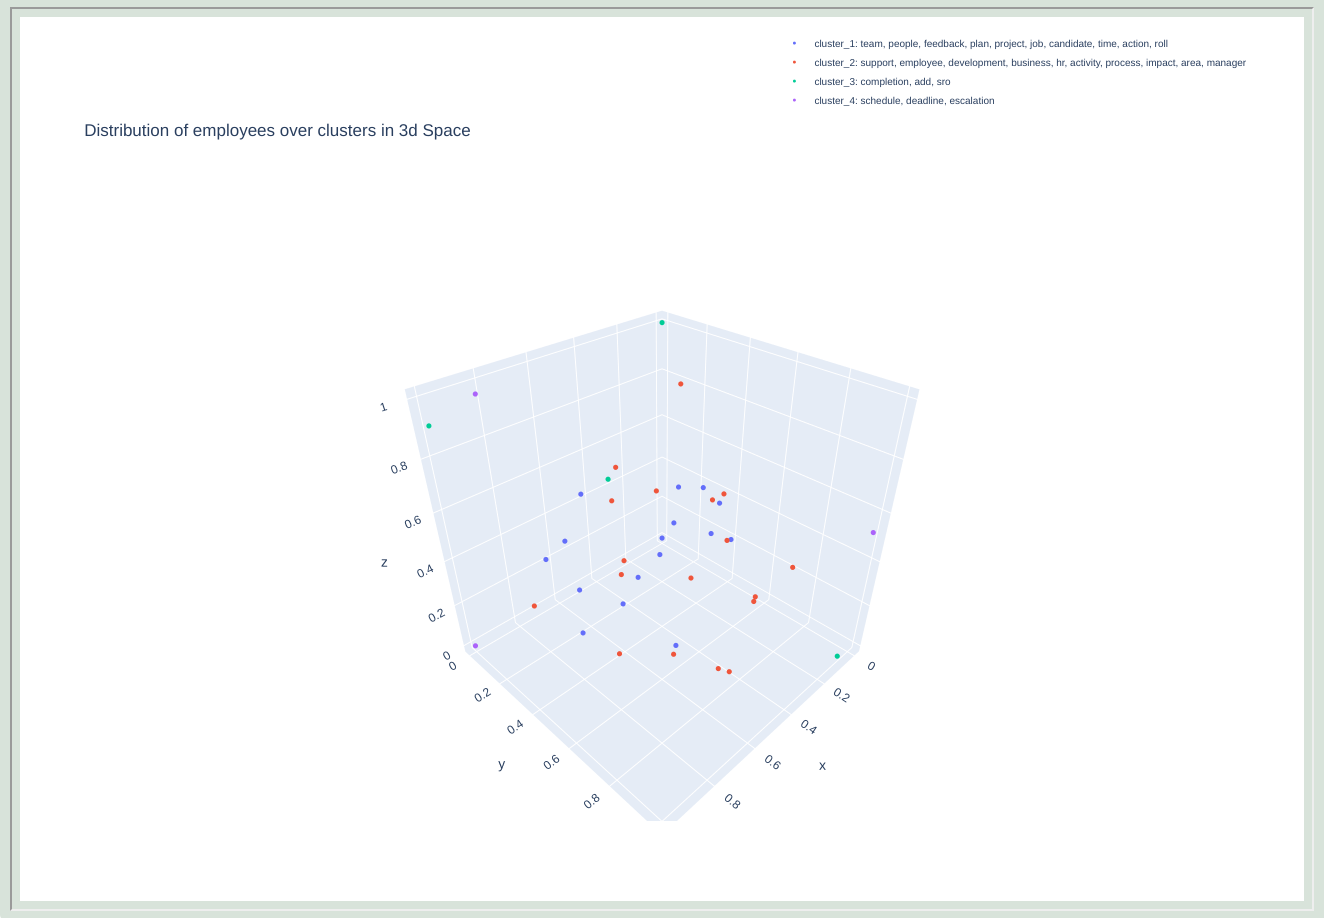 cluster_1: team, people, feedback, plan, project, job, candidate, time, action, roll
cluster_2: support, employee, development, business, hr, activity, process, impact, area, manager
cluster_3: completion, add, sro
cluster_4: schedule, deadline, escalation
Distribution of employees over clusters in 3d Space
1
0.8
0.6
z
0.4
0.2
0
0
0.2
0.4
0.6
0.8
y
0
0.2
0.4
0.6
0.8
x